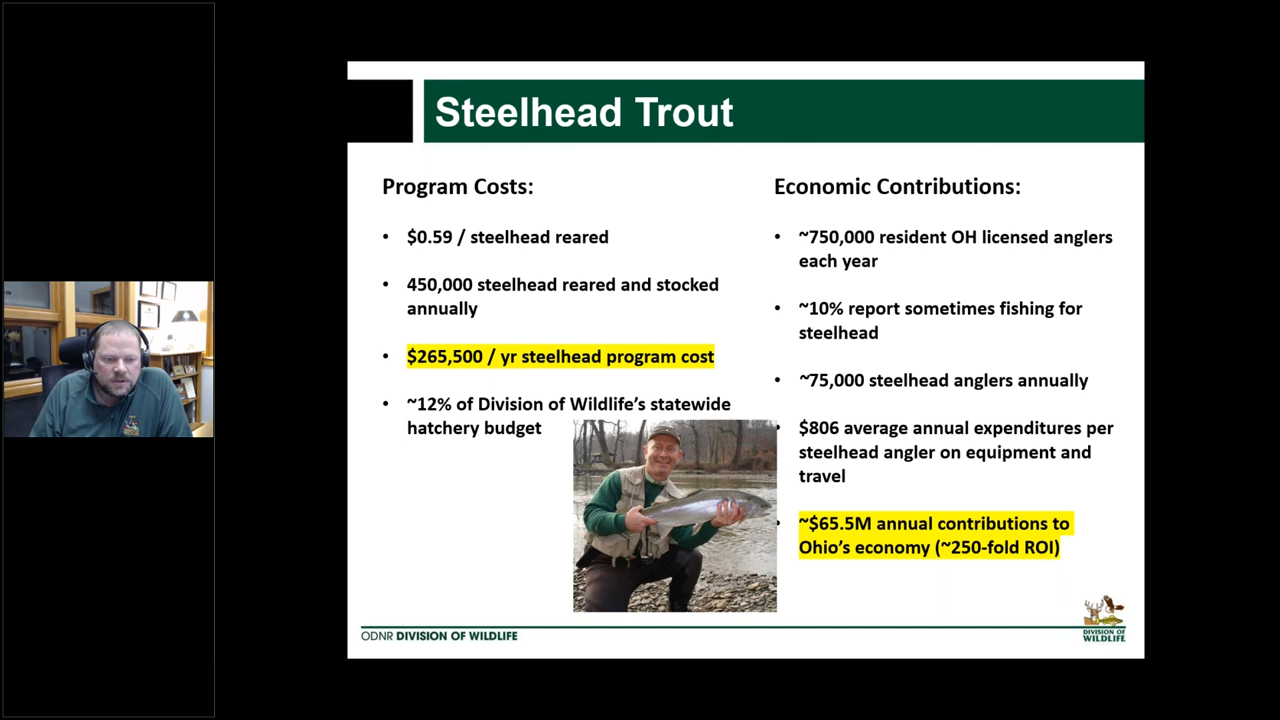 Steelhead Trout
Program Costs:
• $0.59 / steelhead reared
• 450,000 steelhead reared and stocked
annually
• $265,500 / yr steelhead program cost
• ~12% of Division of Wildlife’s statewide
hatchery budget
Economic Contributions:
• ~750,000 resident OH licensed anglers
each year
• ~10% report sometimes fishing for
steelhead
• ~75,000 steelhead anglers annually
• $806 average annual expenditures per
steelhead angler on equipment and
travel
• ~$65.5M annual contributions to
Ohio’s economy (~250-fold ROI)
ODNR DIVISION OF WILDLIFE
DIVISION OF
WILDLIFE